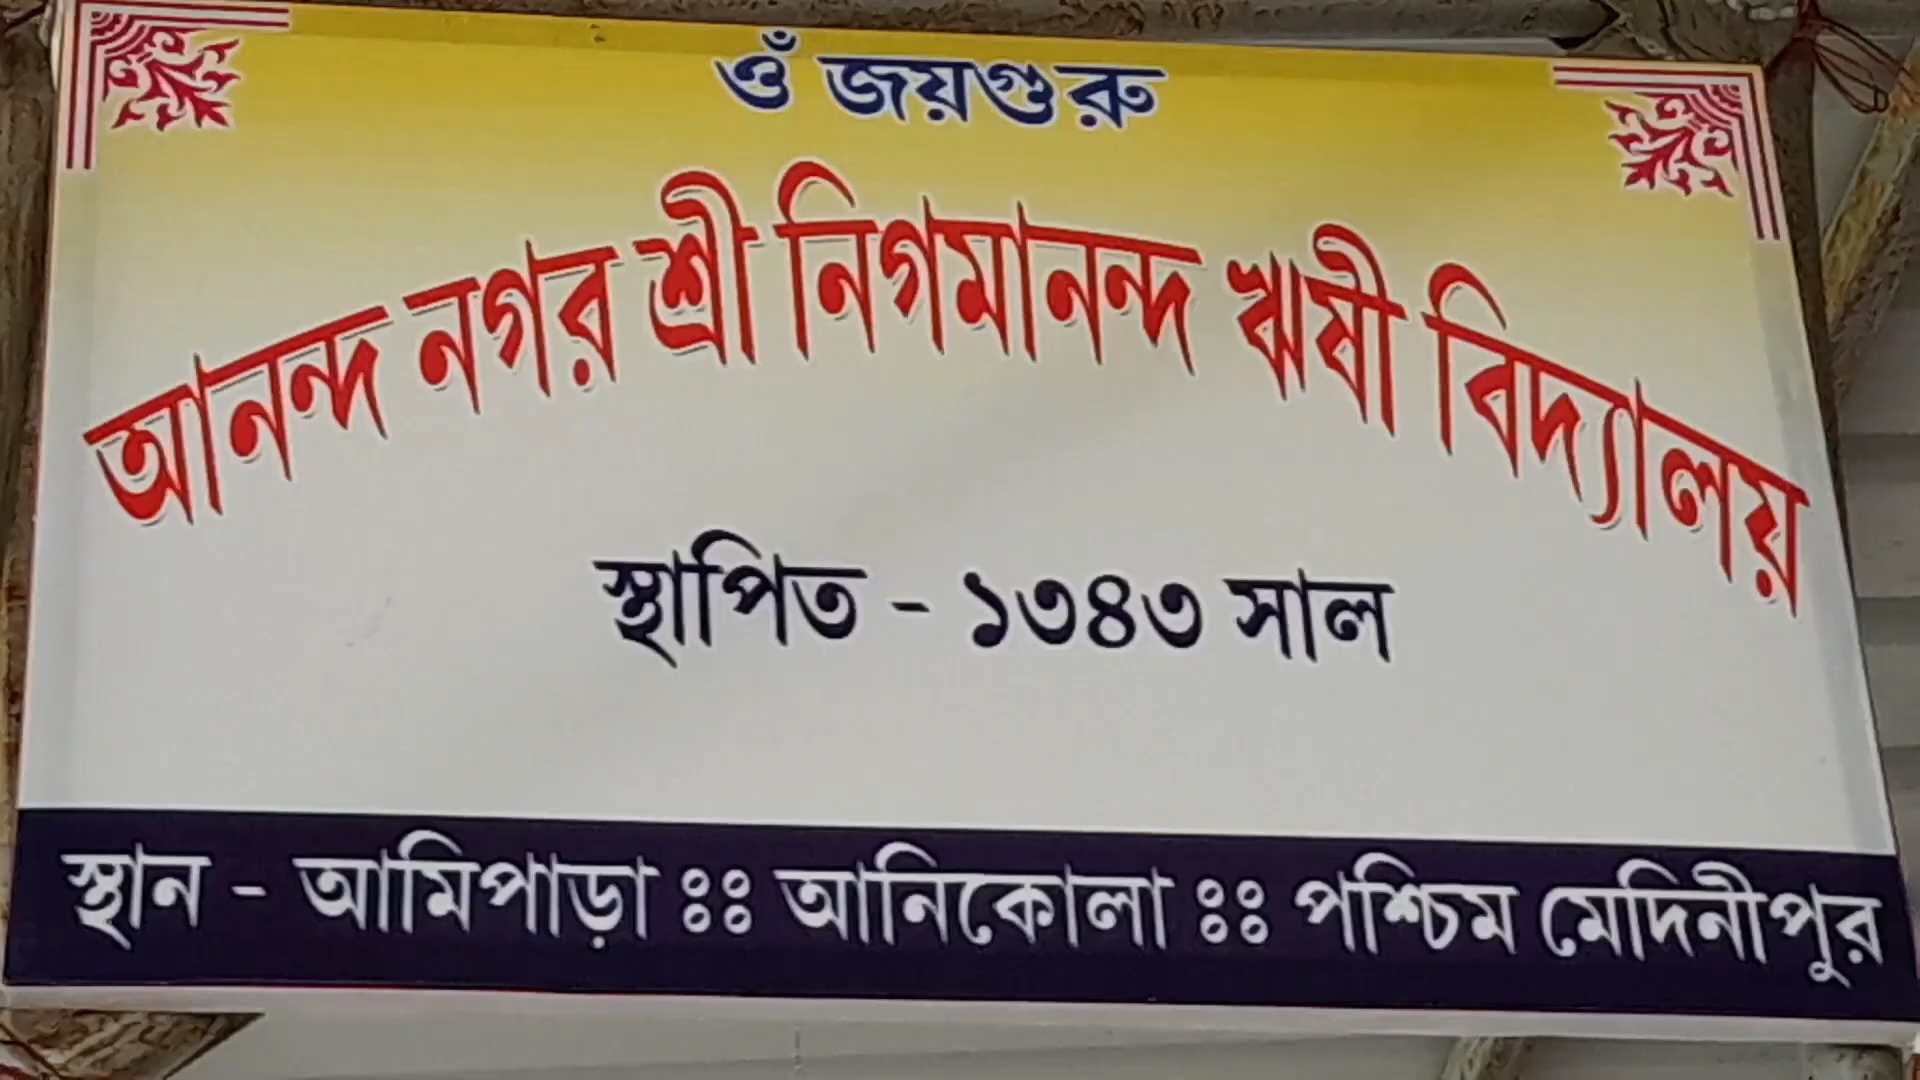 ওঁ জয়গুরু
আনন্দ নগর শ্রী নিগমানন্দ ঋষী বিদ্যালয়
স্থাপিত - ১৩৪৩ সাল
স্থান - আমিপাড়া ঃঃ আনিকোলা ঃঃ পশ্চিম মেদিনীপুর